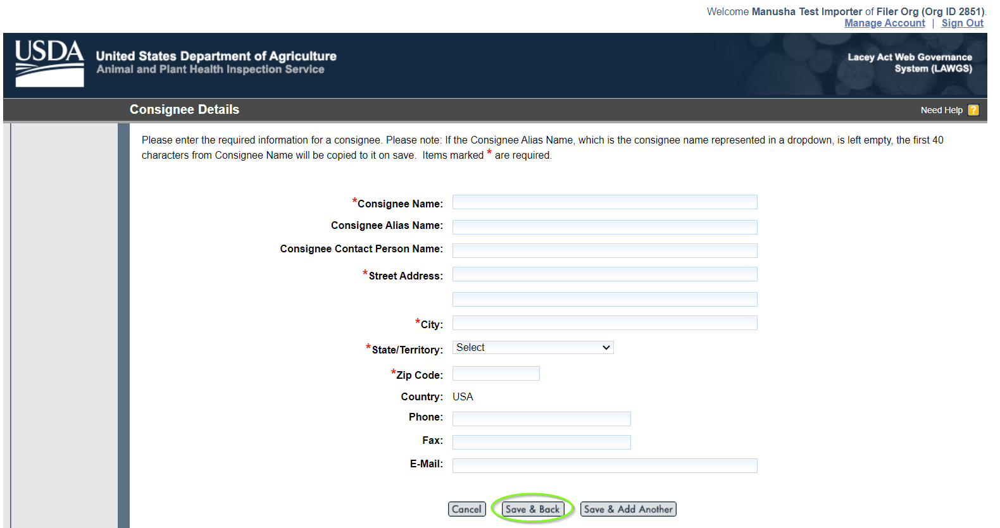 Welcome Manusha Test Importer of Filer Org (Org ID 2851).
Manage Account | Sign Out
USDA
United States Department of Agriculture
Animal and Plant Health Inspection Service
Lacey Act Web Governance
System (LAWGS)
Consignee Details
Need Help ?
Please enter the required information for a consignee. Please note: If the Consignee Alias Name, which is the consignee name represented in a dropdown, is left empty, the first 40
characters from Consignee Name will be copied to it on save. Items marked * are required.
*Consignee Name:
Consignee Alias Name:
Consignee Contact Person Name:
*Street Address:
*City:
*State/Territory: Select
*Zip Code:
Country: USA
Phone:
Fax:
E-Mail:
Cancel Save & Back Save & Add Another